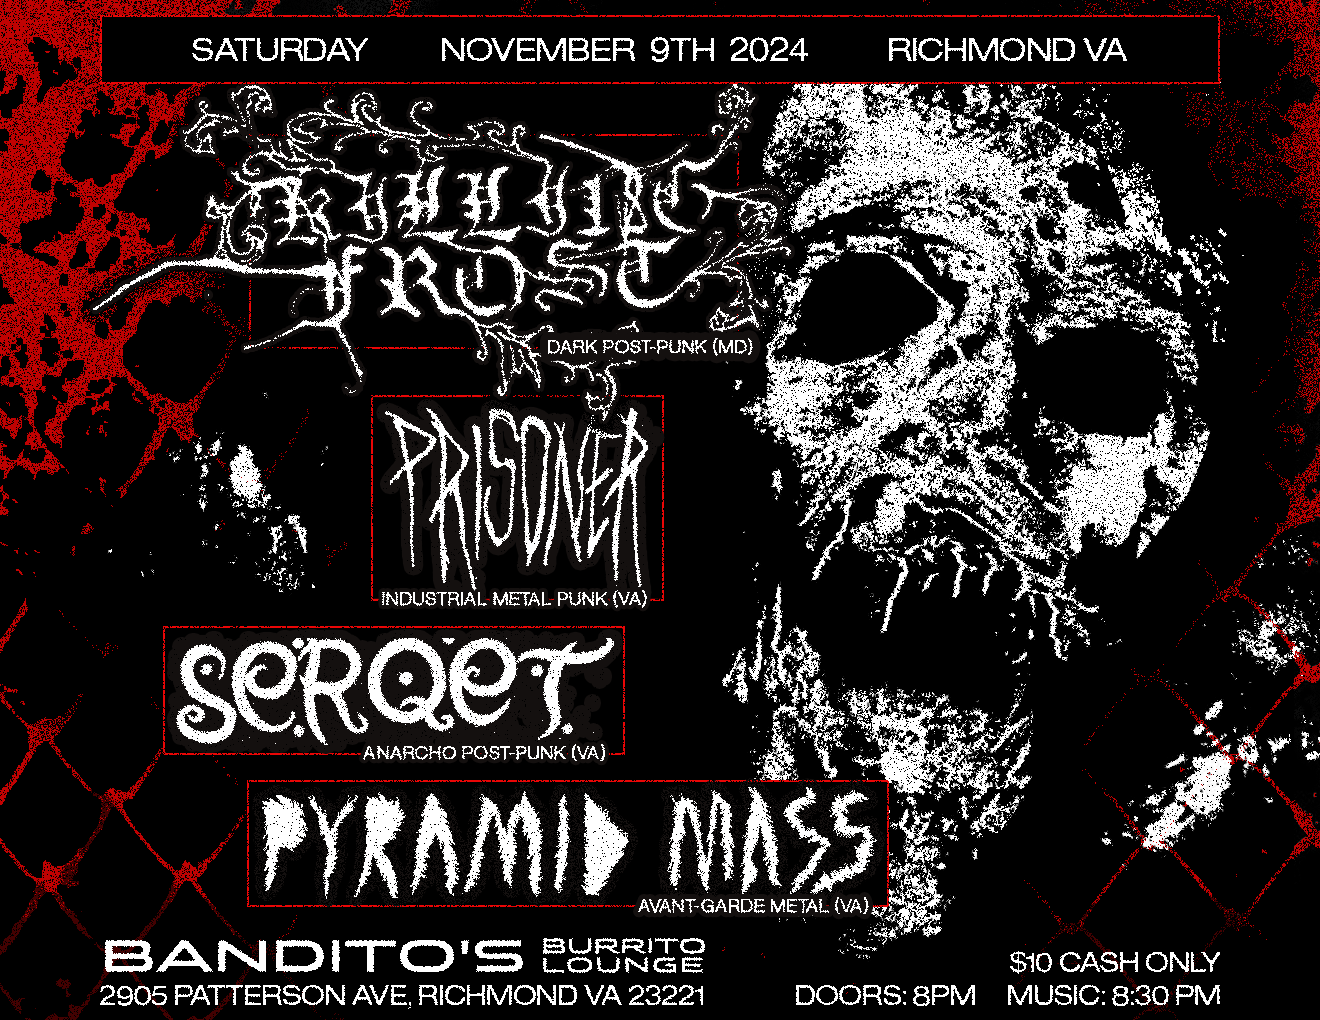 SATURDAY NOVEMBER 9TH 2024 RICHMOND VA
KILLING
FROST
DARK POST-PUNK (MD)
PRISONER
INDUSTRIAL METAL PUNK (VA)
SERQET
ANARCHO POST-PUNK (VA)
PYRAMID MASS
AVANT-GARDE METAL (VA)
BANDITO'S BURRITO LOUNGE
$10 CASH ONLY
2905 PATTERSON AVE, RICHMOND VA 23221
DOORS: 8PM MUSIC: 8:30 PM